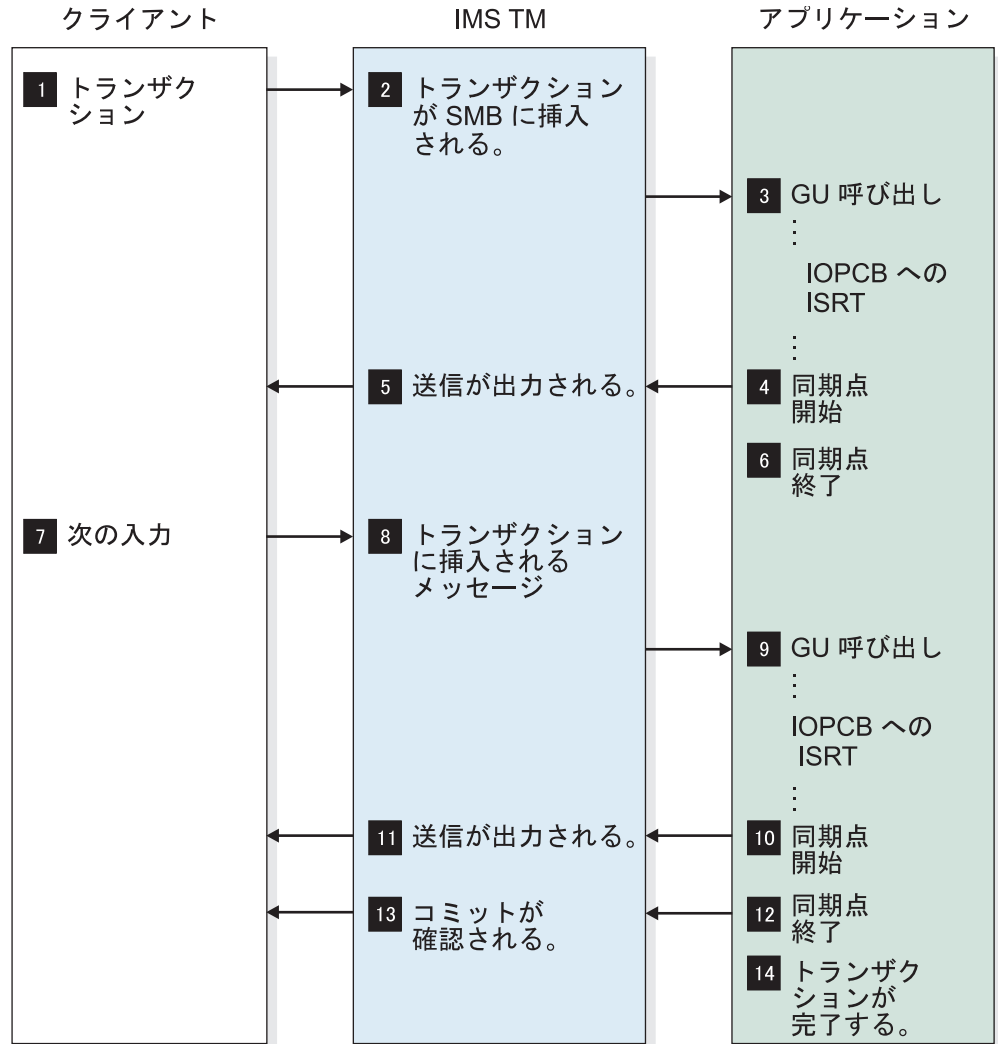 クライアント
IMS TM
アプリケーション
1 トランザク
ション
2 トランザクション
が SMB に挿入
される。
3 GU 呼び出し
⋮
IOPCB への
ISRT
⋮
4 同期点
開始
5 送信が出力される。
6 同期点
終了
7 次の入力
8 トランザクション
に挿入される
メッセージ
9 GU 呼び出し
⋮
IOPCB への
ISRT
⋮
10 同期点
開始
11 送信が出力される。
12 同期点
終了
13 コミットが
確認される。
14 トランザク
ションが
完了する。